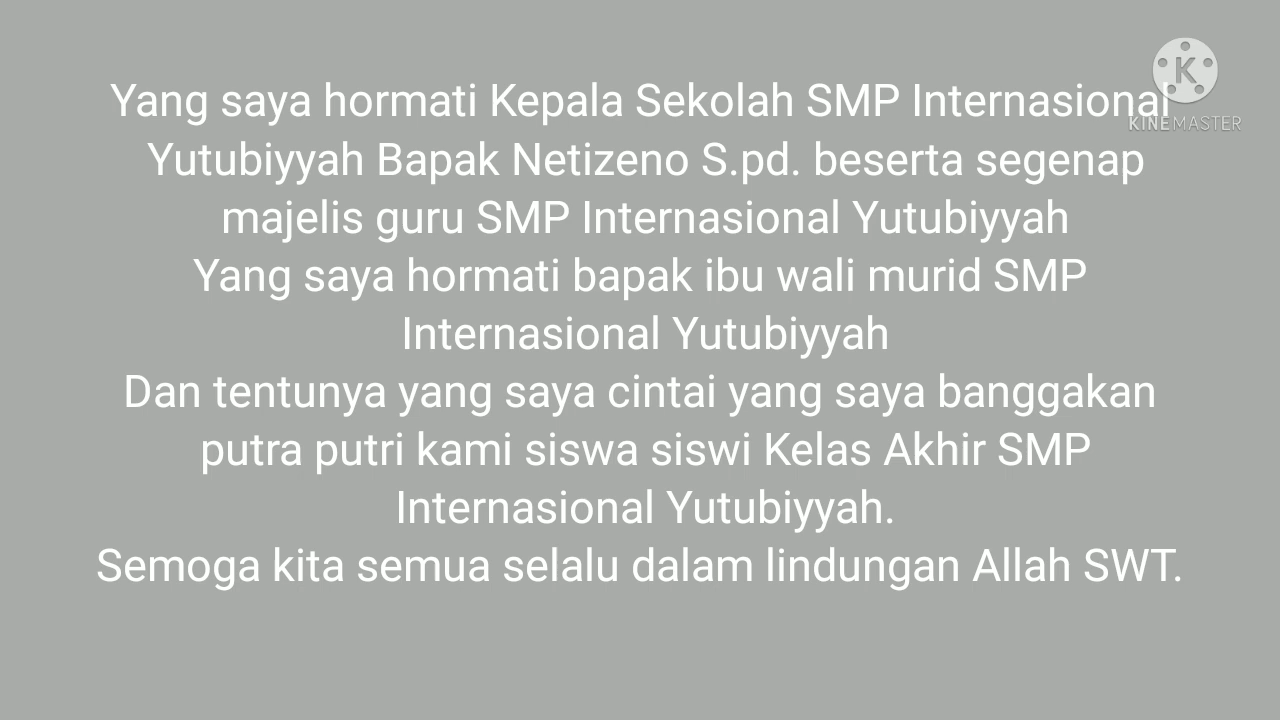 Yang saya hormati Kepala Sekolah SMP Internasional
Yutubiyyah Bapak Netizeno S.pd. beserta segenap
majelis guru SMP Internasional Yutubiyyah
Yang saya hormati bapak ibu wali murid SMP
Internasional Yutubiyyah
Dan tentunya yang saya cintai yang saya banggakan
putra putri kami siswa siswi Kelas Akhir SMP
Internasional Yutubiyyah.
Semoga kita semua selalu dalam lindungan Allah SWT.
K
KINEMASTER